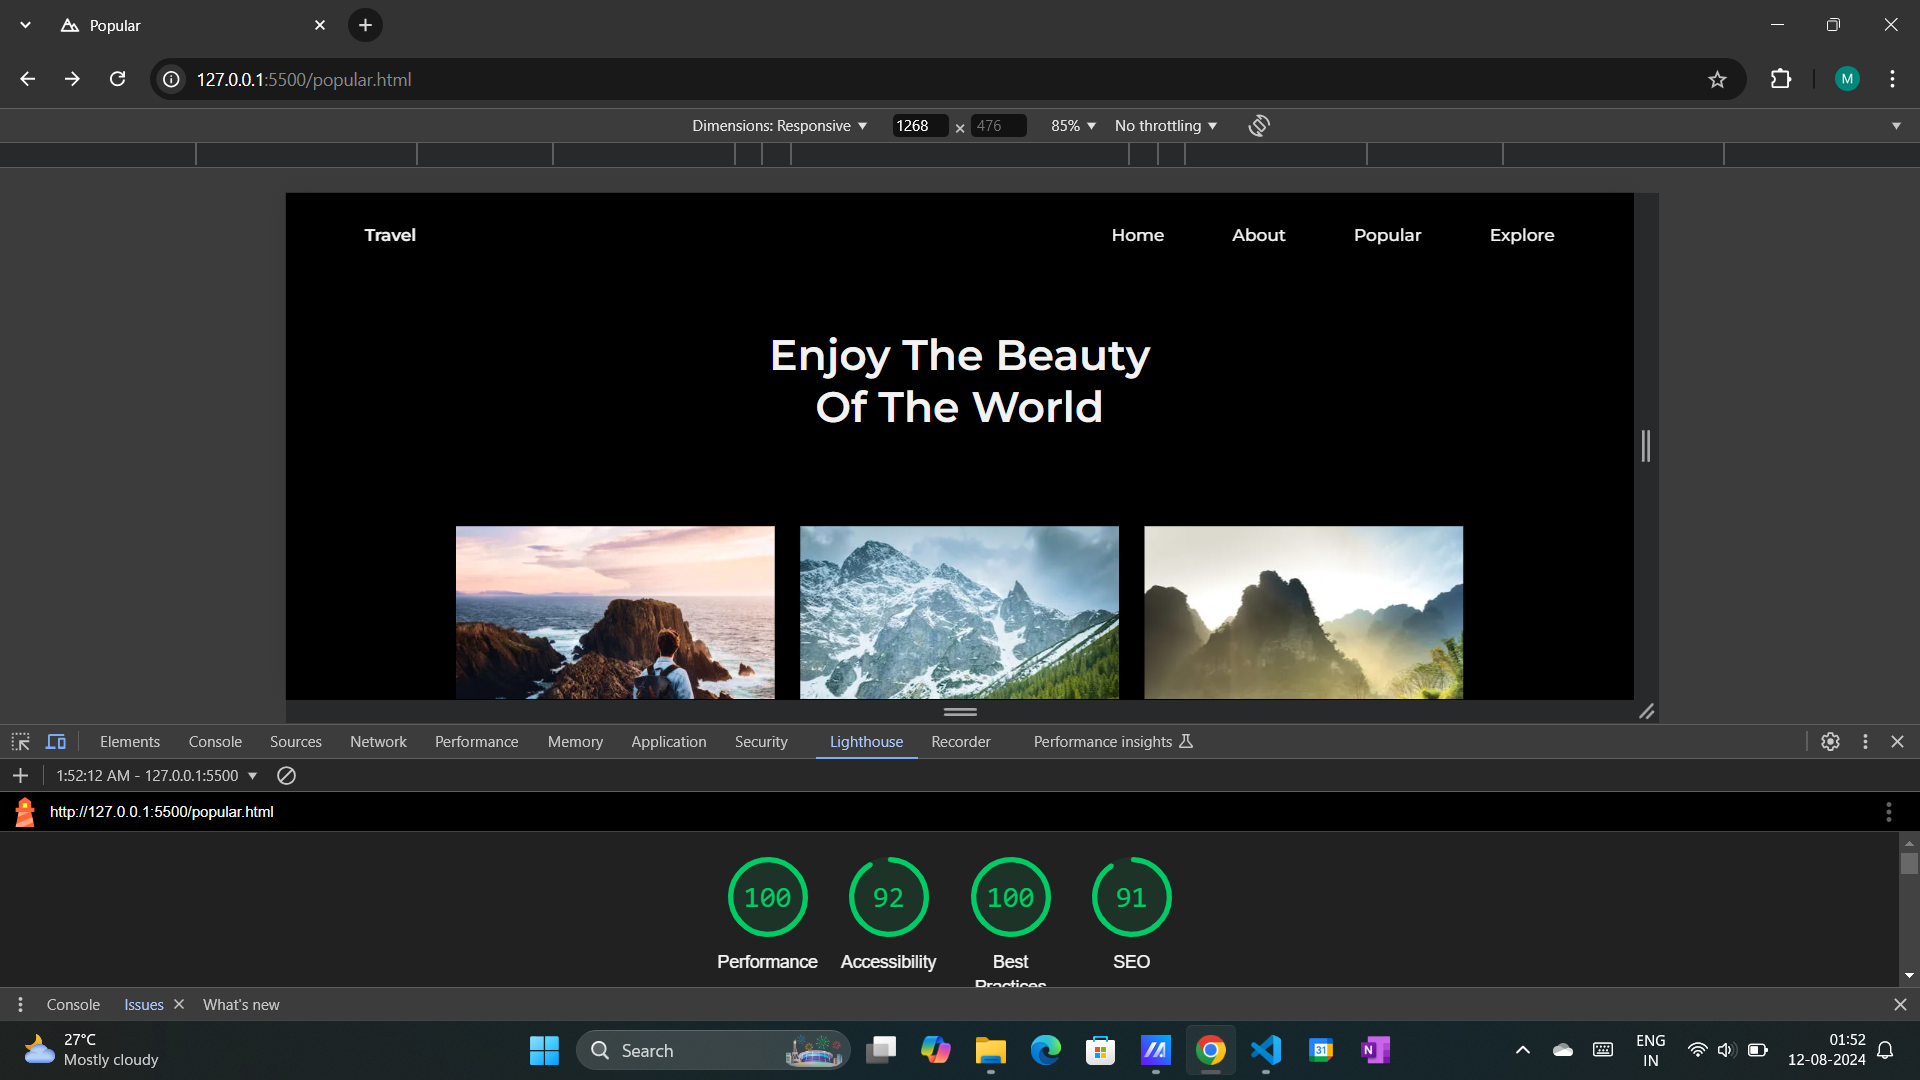 Popular
127.0.0.1:5500/popular.html
M
Dimensions: Responsive 1268 × 476 85% No throttling
Travel Home About Popular Explore
Enjoy The Beauty
Of The World
Elements Console Sources Network Performance Memory Application Security Lighthouse Recorder Performance insights
1:52:12 AM - 127.0.0.1:5500
http://127.0.0.1:5500/popular.html
100 92 100 91
Performance Accessibility Best SEO
Practices
Console Issues What's new
27°C
Mostly cloudy
Search
31
N
ENG
IN
01:52
12-08-2024